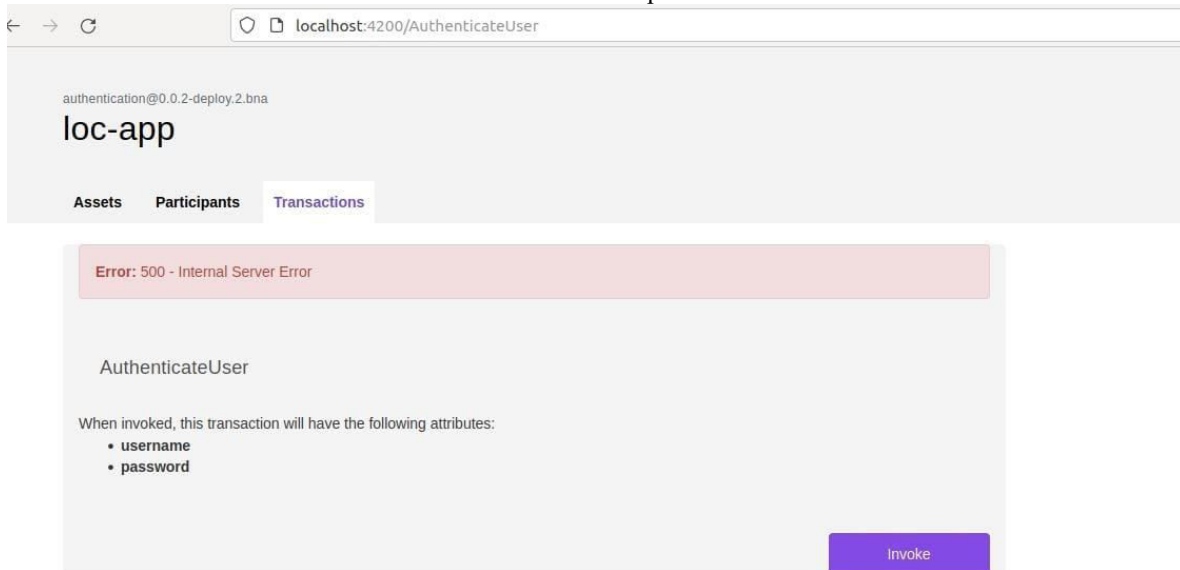 localhost:4200/AuthenticateUser
authentication@0.0.2-deploy.2.bna
loc-app
Assets Participants Transactions
Error: 500 - Internal Server Error
AuthenticateUser
When invoked, this transaction will have the following attributes:
• username
• password
Invoke